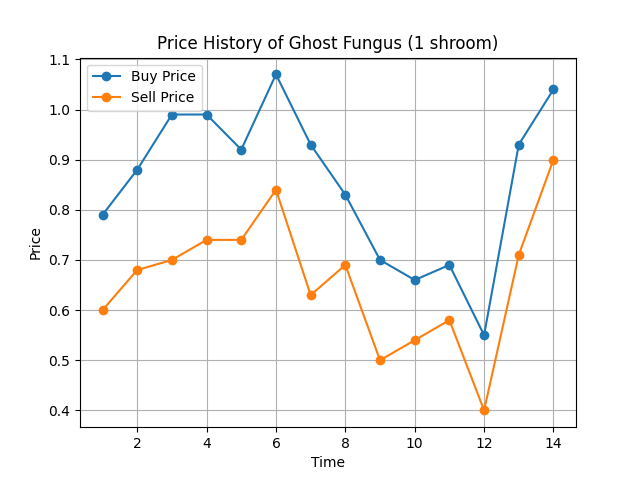 Price History of Ghost Fungus (1 shroom)
Buy Price
Sell Price
1.1
1.0
0.9
0.8
0.7
0.6
0.5
0.4
Price
2 4 6 8 10 12 14
Time